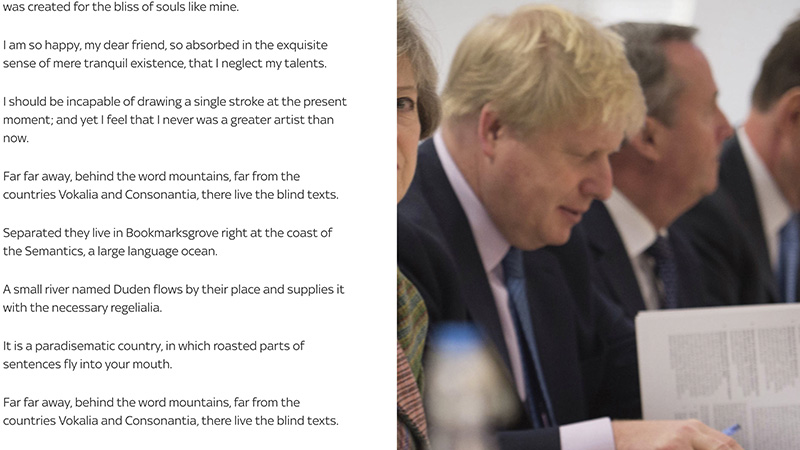 was created for the bliss of souls like mine.
I am so happy, my dear friend, so absorbed in the exquisite
sense of mere tranquil existence, that I neglect my talents.
I should be incapable of drawing a single stroke at the present
moment; and yet I feel that I never was a greater artist than
now.
Far far away, behind the word mountains, far from the
countries Vokalia and Consonantia, there live the blind texts.
Separated they live in Bookmarksgrove right at the coast of
the Semantics, a large language ocean.
A small river named Duden flows by their place and supplies it
with the necessary regelialia.
It is a paradisematic country, in which roasted parts of
sentences fly into your mouth.
Far far away, behind the word mountains, far from the
countries Vokalia and Consonantia, there live the blind texts.